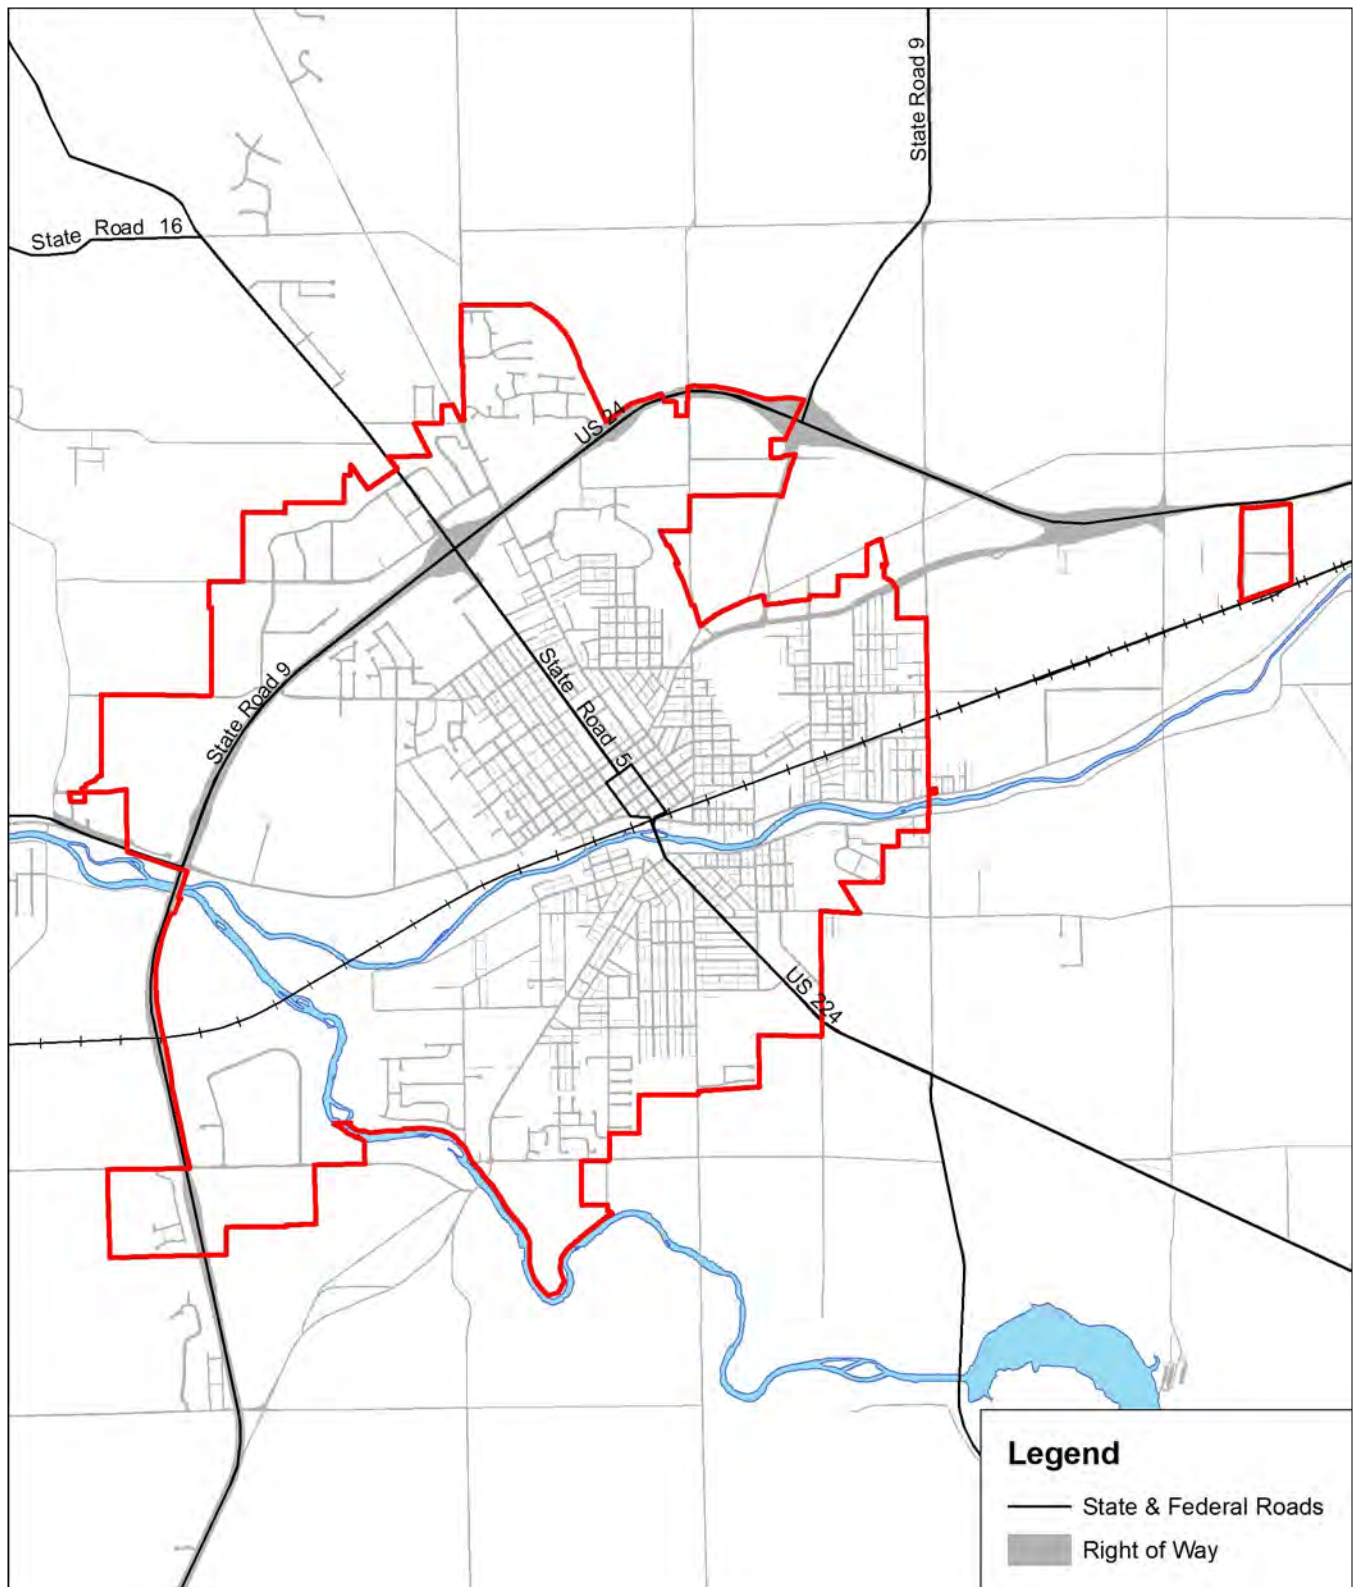 State Road 9
State Road 16
US 24
State Road 9
State Road 5
US 224
Legend
State & Federal Roads
Right of Way